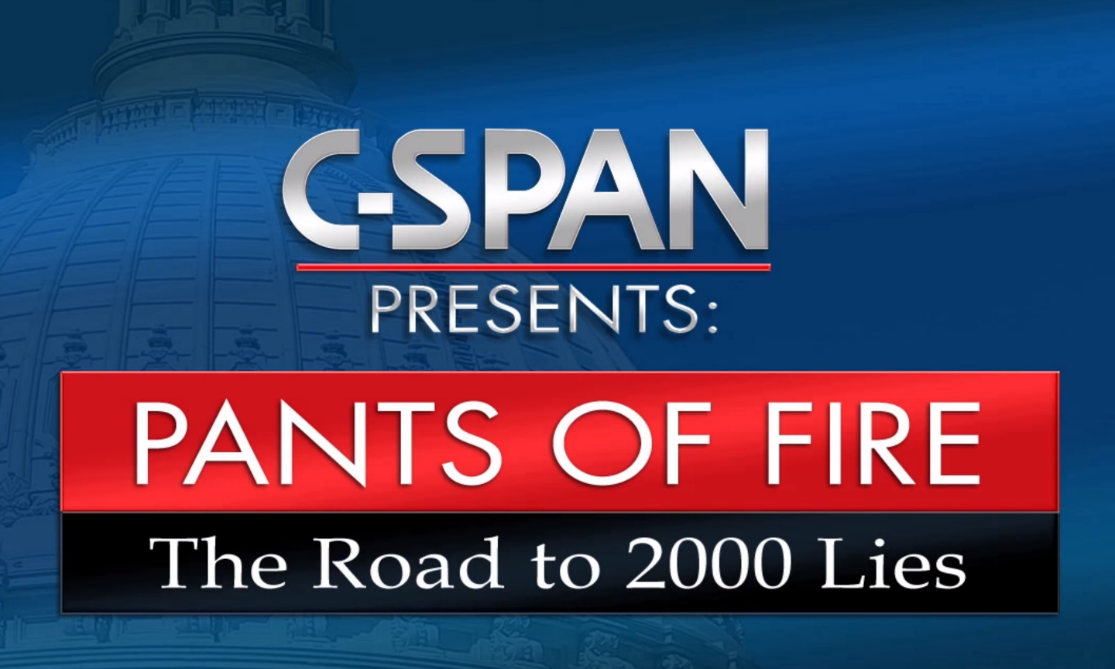 C-SPAN
PRESENTS:
PANTS OF FIRE
The Road to 2000 Lies